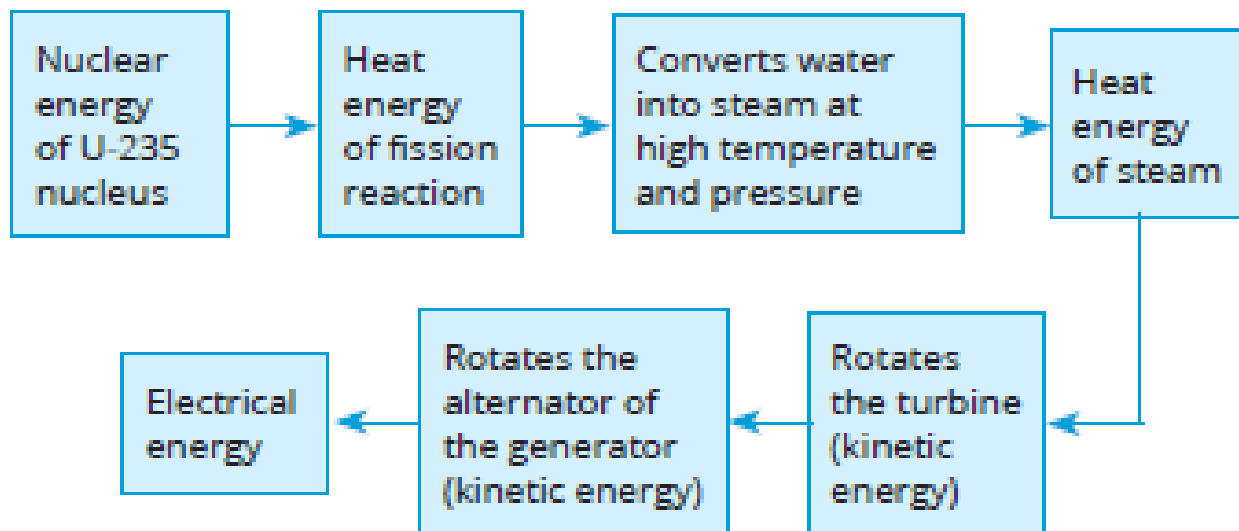 Nuclear
energy
of U-235
nucleus
Heat
energy
of fission
reaction
Converts water
into steam at
high temperature
and pressure
Heat
energy
of steam
Rotates
the turbine
(kinetic
energy)
Rotates the
alternator of
the generator
(kinetic energy)
Electrical
energy